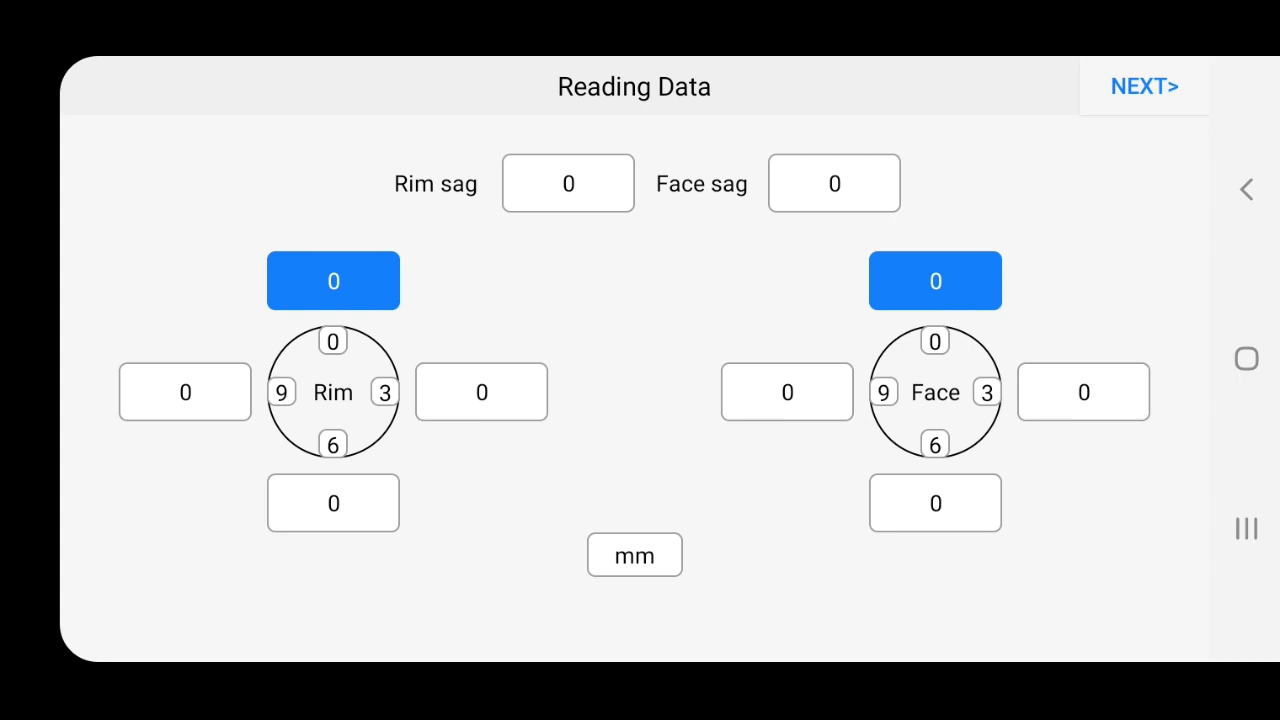 Reading Data
NEXT>
Rim sag 0 Face sag 0
0 0
0 0
0 9 Rim 3 0 0 9 Face 3 0
6 6
0 0
mm